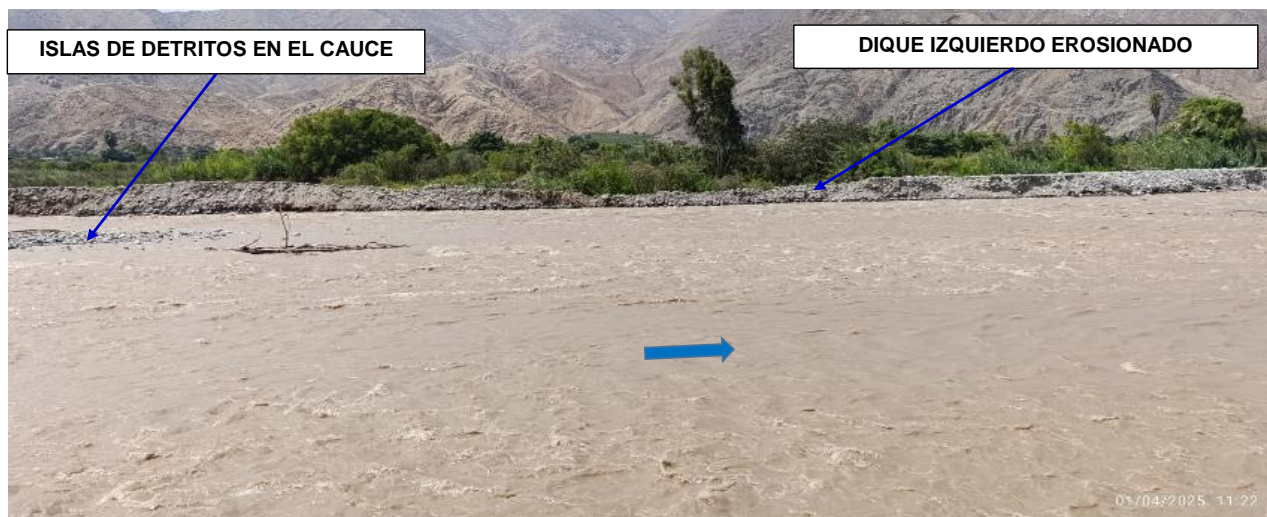 ISLAS DE DETRITOS EN EL CAUCE
DIQUE IZQUIERDO EROSIONADO
01/04/2025 11:22